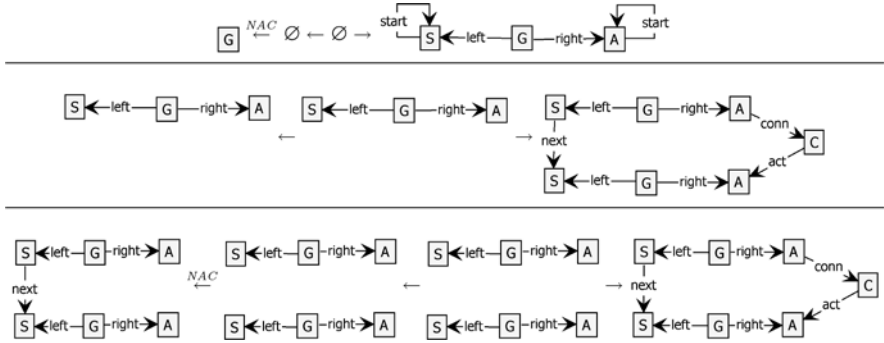 start start
G NAC ← ∅ ← ∅ → S left G right A
S left G right A S left G right A S left G right A
conn
← → next C
act
S left G right A
S left G right A S left G right A S left G right A S left G right A
conn
next NAC ← ← → next C
act
S left G right A S left G right A S left G right A S left G right A